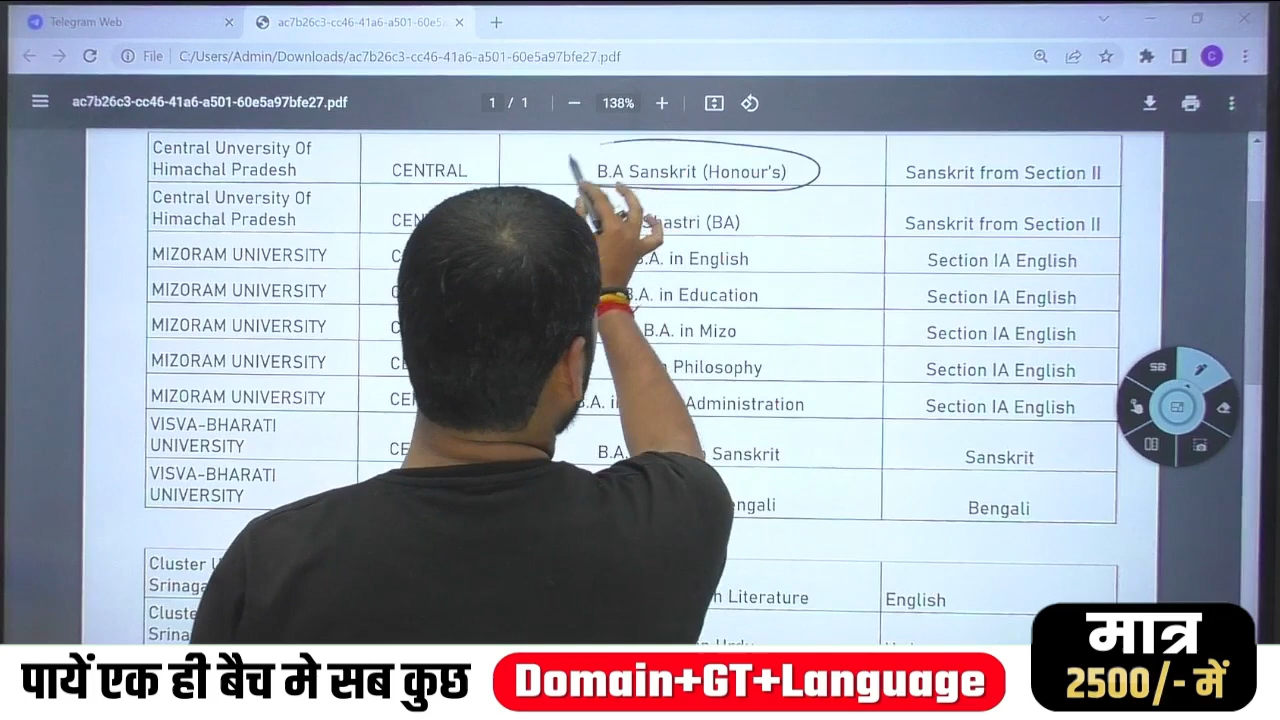 Telegram Web
ac7b26c3-cc46-41a6-a501-60e5
File C:/Users/Admin/Downloads/ac7b26c3-cc46-41a6-a501-60e5a97bfe27.pdf
C
ac7b26c3-cc46-41a6-a501-60e5a97bfe27.pdf
1 / 1
138%
Central Unversity Of
Himachal Pradesh
CENTRAL
B.A Sanskrit (Honour's)
Sanskrit from Section II
Central Unversity Of
Himachal Pradesh
(BA)
Sanskrit from Section II
MIZORAM UNIVERSITY
in English
Section IA English
MIZORAM UNIVERSITY
B.A. in Education
Section IA English
MIZORAM UNIVERSITY
B.A. in Mizo
Section IA English
MIZORAM UNIVERSITY
Philosophy
Section IA English
MIZORAM UNIVERSITY
Administration
Section IA English
VISVA-BHARATI
UNIVERSITY
Sanskrit
Sanskrit
VISVA-BHARATI
UNIVERSITY
Bengali
Cluster
Literature
English
SB
पायें एक ही बैच मे सब कुछ
Domain+GT+Language
मात्र
2500/- में